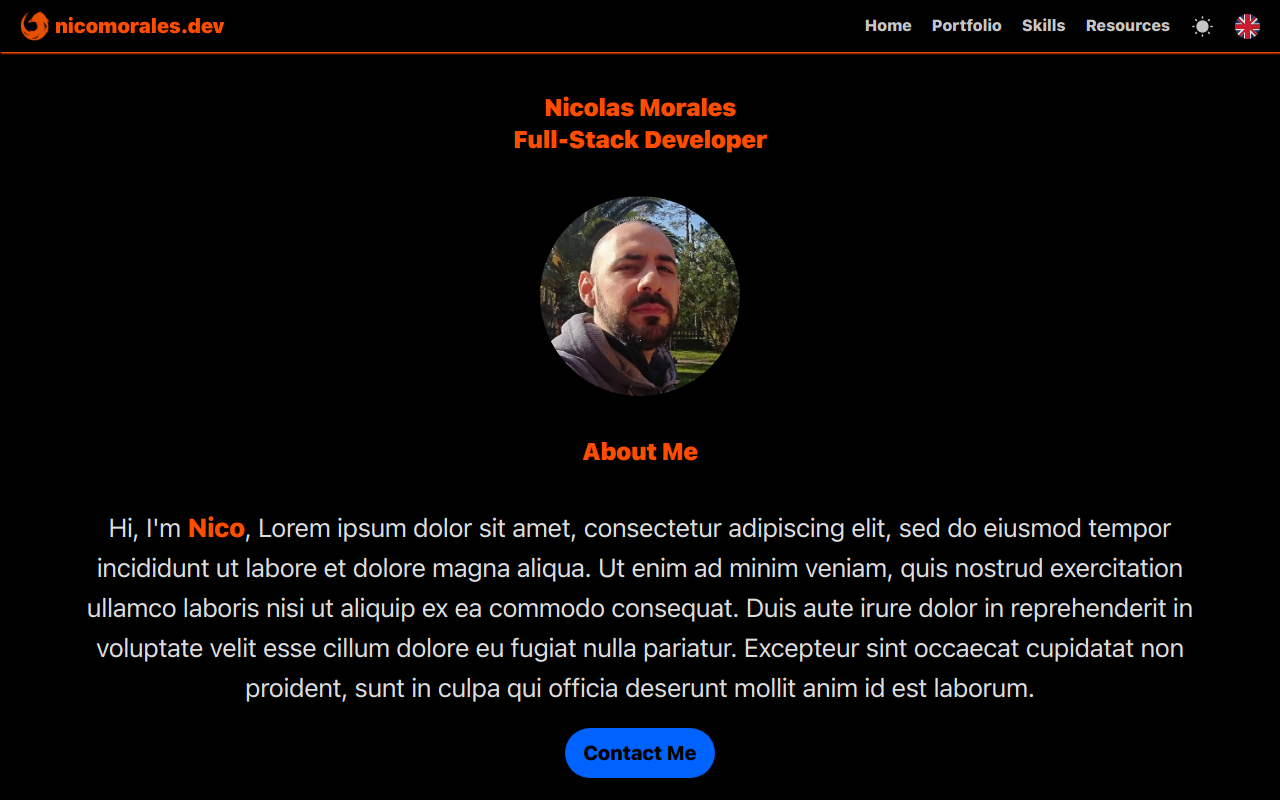 nicomorales.dev
Home Portfolio Skills Resources
Nicolas Morales
Full-Stack Developer
About Me
Hi, I'm Nico, Lorem ipsum dolor sit amet, consectetur adipiscing elit, sed do eiusmod tempor
incididunt ut labore et dolore magna aliqua. Ut enim ad minim veniam, quis nostrud exercitation
ullamco laboris nisi ut aliquip ex ea commodo consequat. Duis aute irure dolor in reprehenderit in
voluptate velit esse cillum dolore eu fugiat nulla pariatur. Excepteur sint occaecat cupidatat non
proident, sunt in culpa qui officia deserunt mollit anim id est laborum.
Contact Me